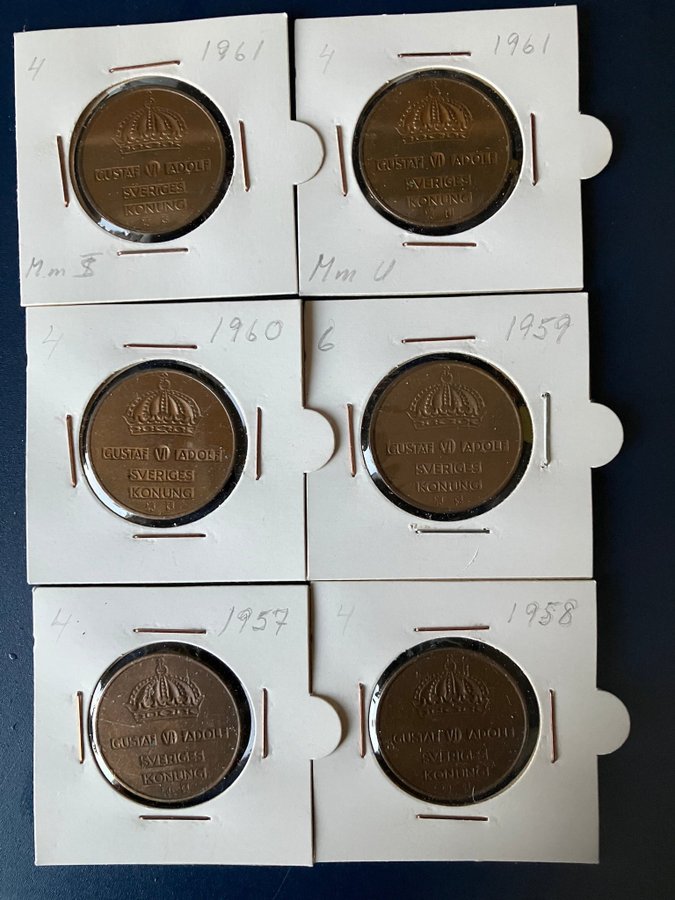 4 1961
GUSTAF VI ADOLF
SVERIGES
KONUNG
Mm
4 1961
GUSTAF VI ADOLF
SVERIGES
KONUNG
U
Mm U
4 1960
GUSTAF VI ADOLF
SVERIGES
KONUNG
6 1959
GUSTAF VI ADOLF
SVERIGES
KONUNG
4 1957
GUSTAF VI ADOLF
SVERIGES
KONUNG
4 1958
GUSTAF VI ADOLF
SVERIGES
KONUNG